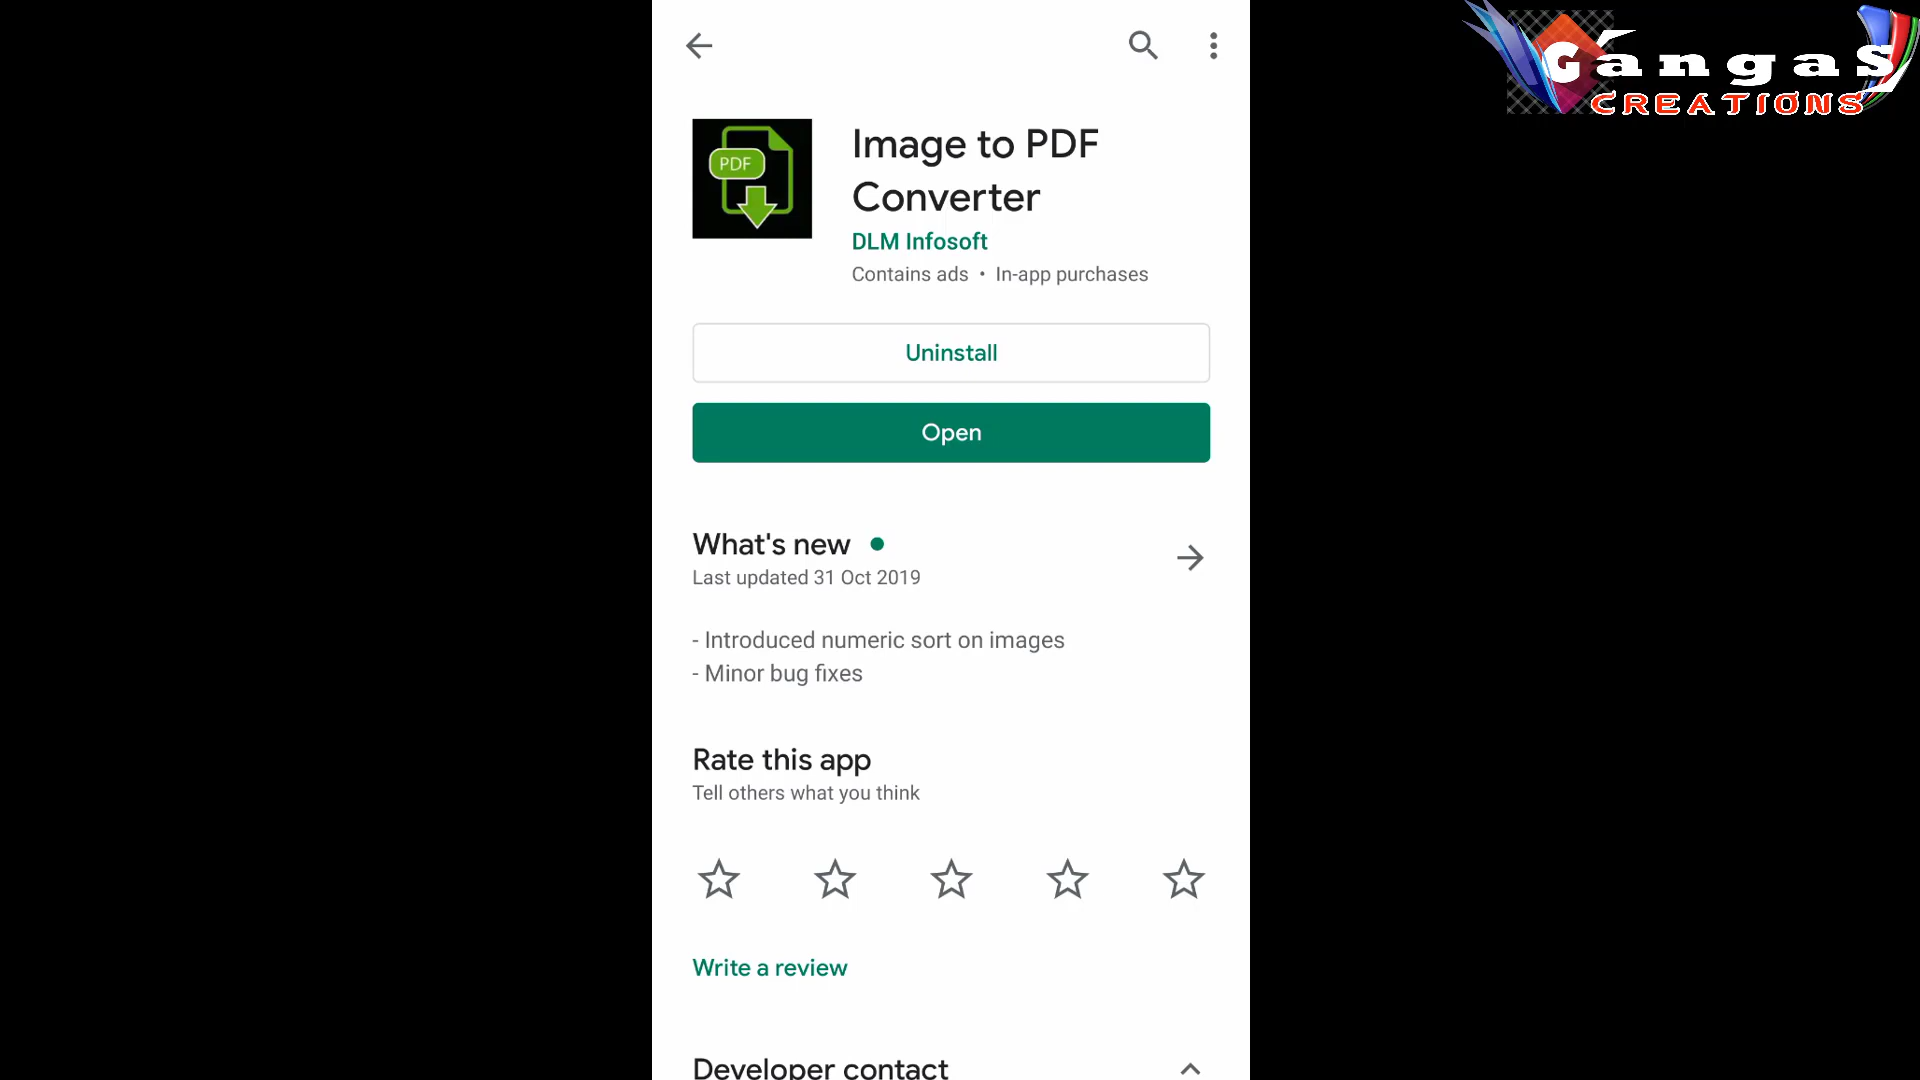 GangaS
CREATIONS
PDF
Image to PDF
Converter
DLM Infosoft
Contains ads • In-app purchases
Uninstall
Open
What's new
Last updated 31 Oct 2019
- Introduced numeric sort on images
- Minor bug fixes
Rate this app
Tell others what you think
Write a review
Developer contact